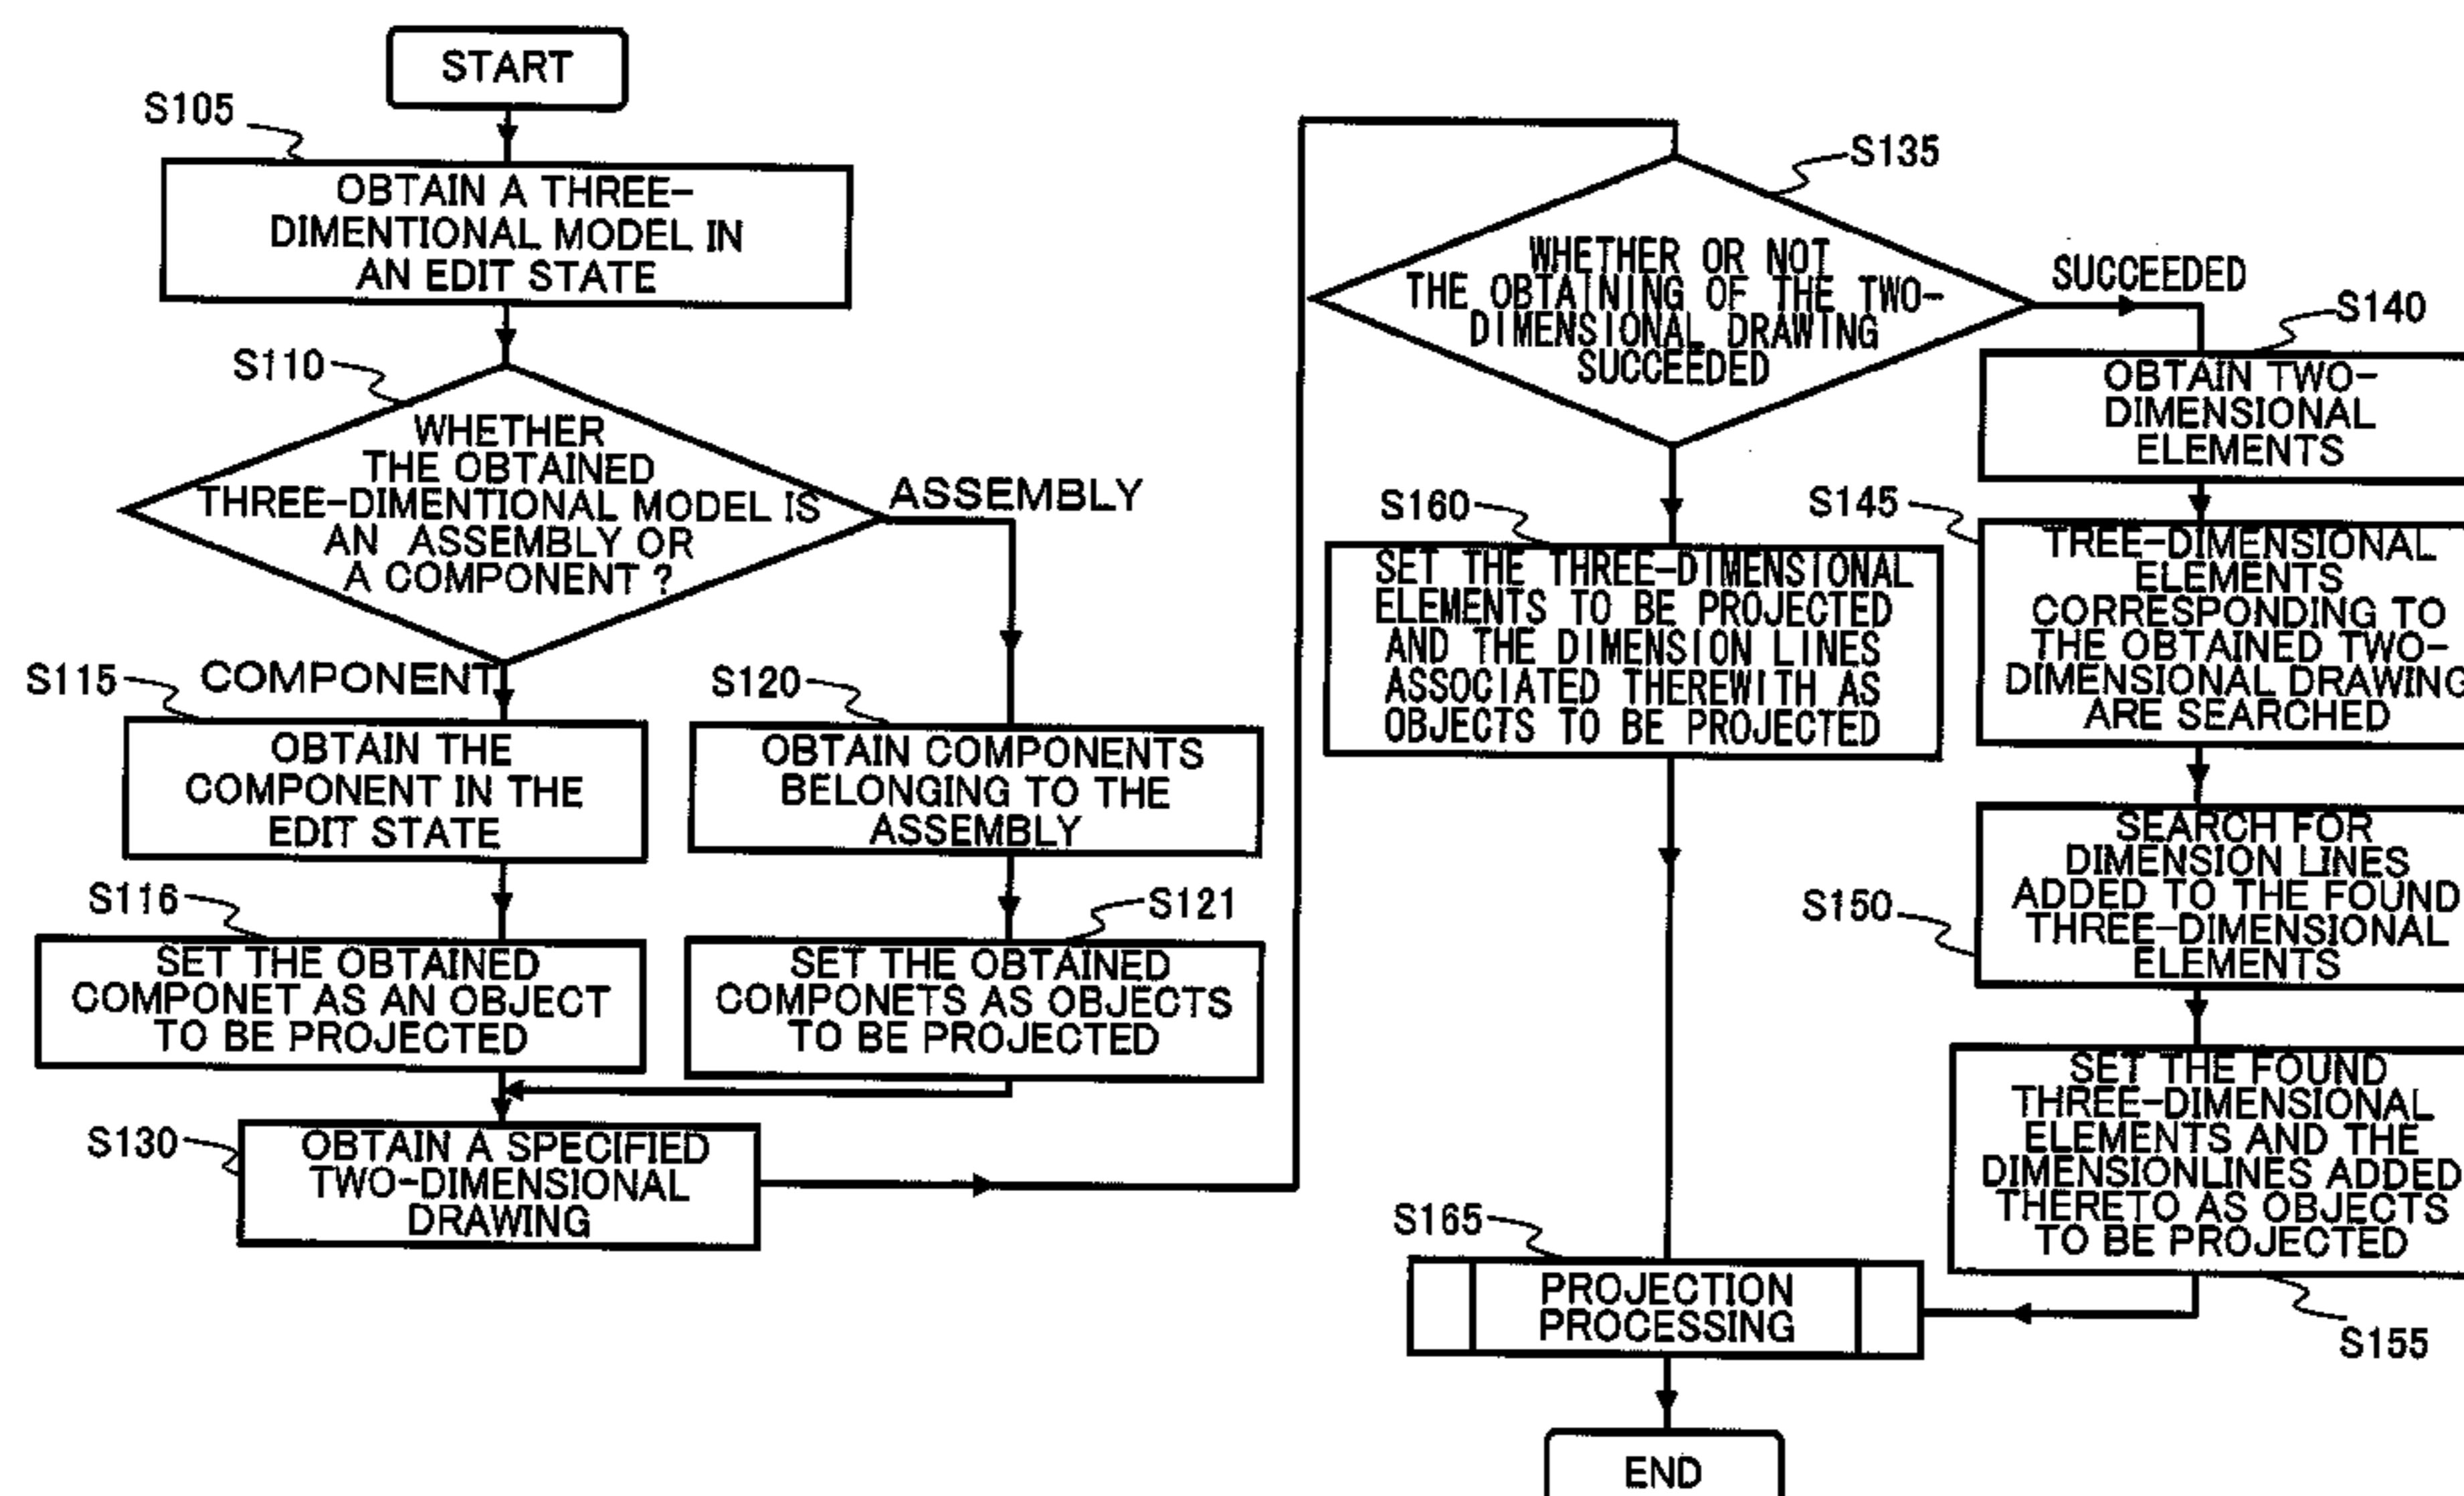 START
S105
OBTAIN A THREE-
DIMENTIONAL MODEL IN
AN EDIT STATE
S110
WHETHER
THE OBTAINED
THREE-DIMENTIONAL MODEL IS
AN ASSEMBLY OR
A COMPONENT ?
ASSEMBLY
COMPONENT
S115
OBTAIN THE
COMPONENT IN THE
EDIT STATE
S120
OBTAIN COMPONENTS
BELONGING TO THE
ASSEMBLY
S116
SET THE OBTAINED
COMPONET AS AN OBJECT
TO BE PROJECTED
S121
SET THE OBTAINED
COMPONETS AS OBJECTS
TO BE PROJECTED
S130
OBTAIN A SPECIFIED
TWO-DIMENSIONAL
DRAWING
S135
WHETHER OR NOT
THE OBTAINING OF THE TWO-
DIMENSIONAL DRAWING
SUCCEEDED
SUCCEEDED
S140
OBTAIN TWO-
DIMENSIONAL
ELEMENTS
S145
TREE-DIMENSIONAL
ELEMENTS
CORRESPONDING TO
THE OBTAINED TWO-
DIMENSIONAL DRAWING
ARE SEARCHED
S150
SEARCH FOR
DIMENSION LINES
ADDED TO THE FOUND
THREE-DIMENSIONAL
ELEMENTS
SET THE FOUND
THREE-DIMENSIONAL
ELEMENTS AND THE
DIMENSIONLINES ADDED
THERETO AS OBJECTS
TO BE PROJECTED
S155
S160
SET THE THREE-DIMENSIONAL
ELEMENTS TO BE PROJECTED
AND THE DIMENSION LINES
ASSOCIATED THEREWITH AS
OBJECTS TO BE PROJECTED
S165
PROJECTION
PROCESSING
END